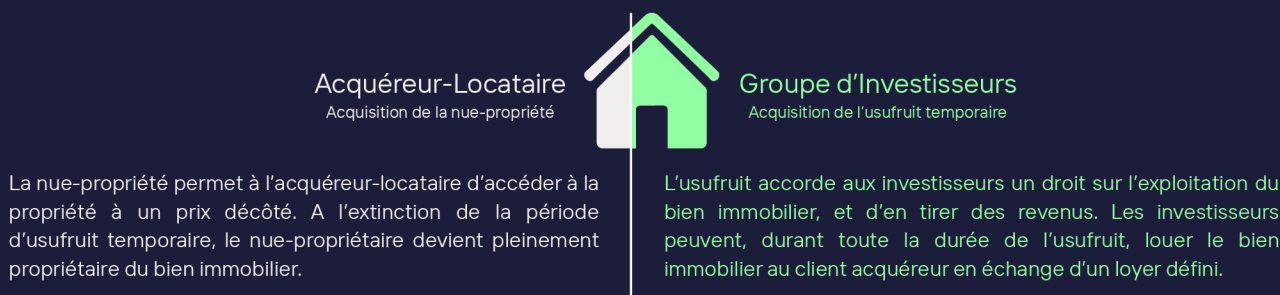 Acquéreur-Locataire
Acquisition de la nue-propriété
La nue-propriété permet à l'acquéreur-locataire d'accéder à la
propriété à un prix décôté. A l'extinction de la période
d'usufruit temporaire, le nue-propriétaire devient pleinement
propriétaire du bien immobilier.
Groupe d'Investisseurs
Acquisition de l'usufruit temporaire
L'usufruit accorde aux investisseurs un droit sur l'exploitation du
bien immobilier, et d'en tirer des revenus. Les investisseurs
peuvent, durant toute la durée de l'usufruit, louer le bien
immobilier au client acquéreur en échange d'un loyer défini.